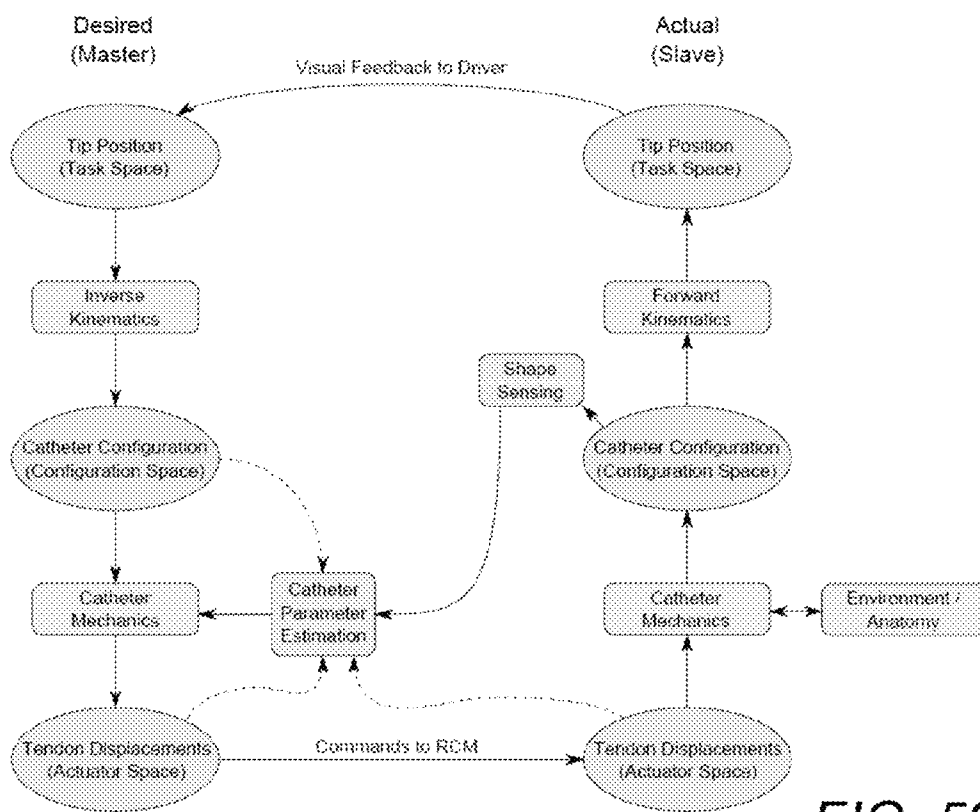 Desired
(Master)
Actual
(Slave)
Visual Feedback to Driver
Tip Position
(Task Space)
Tip Position
(Task Space)
Inverse
Kinematics
Forward
Kinematics
Shape
Sensing
Catheter Configuration
(Configuration Space)
Catheter Configuration
(Configuration Space)
Catheter
Mechanics
Catheter
Parameter
Estimation
Catheter
Mechanics
Environment /
Anatomy
Tendon Displacements
(Actuator Space)
Commands to RCM
Tendon Displacements
(Actuator Space)